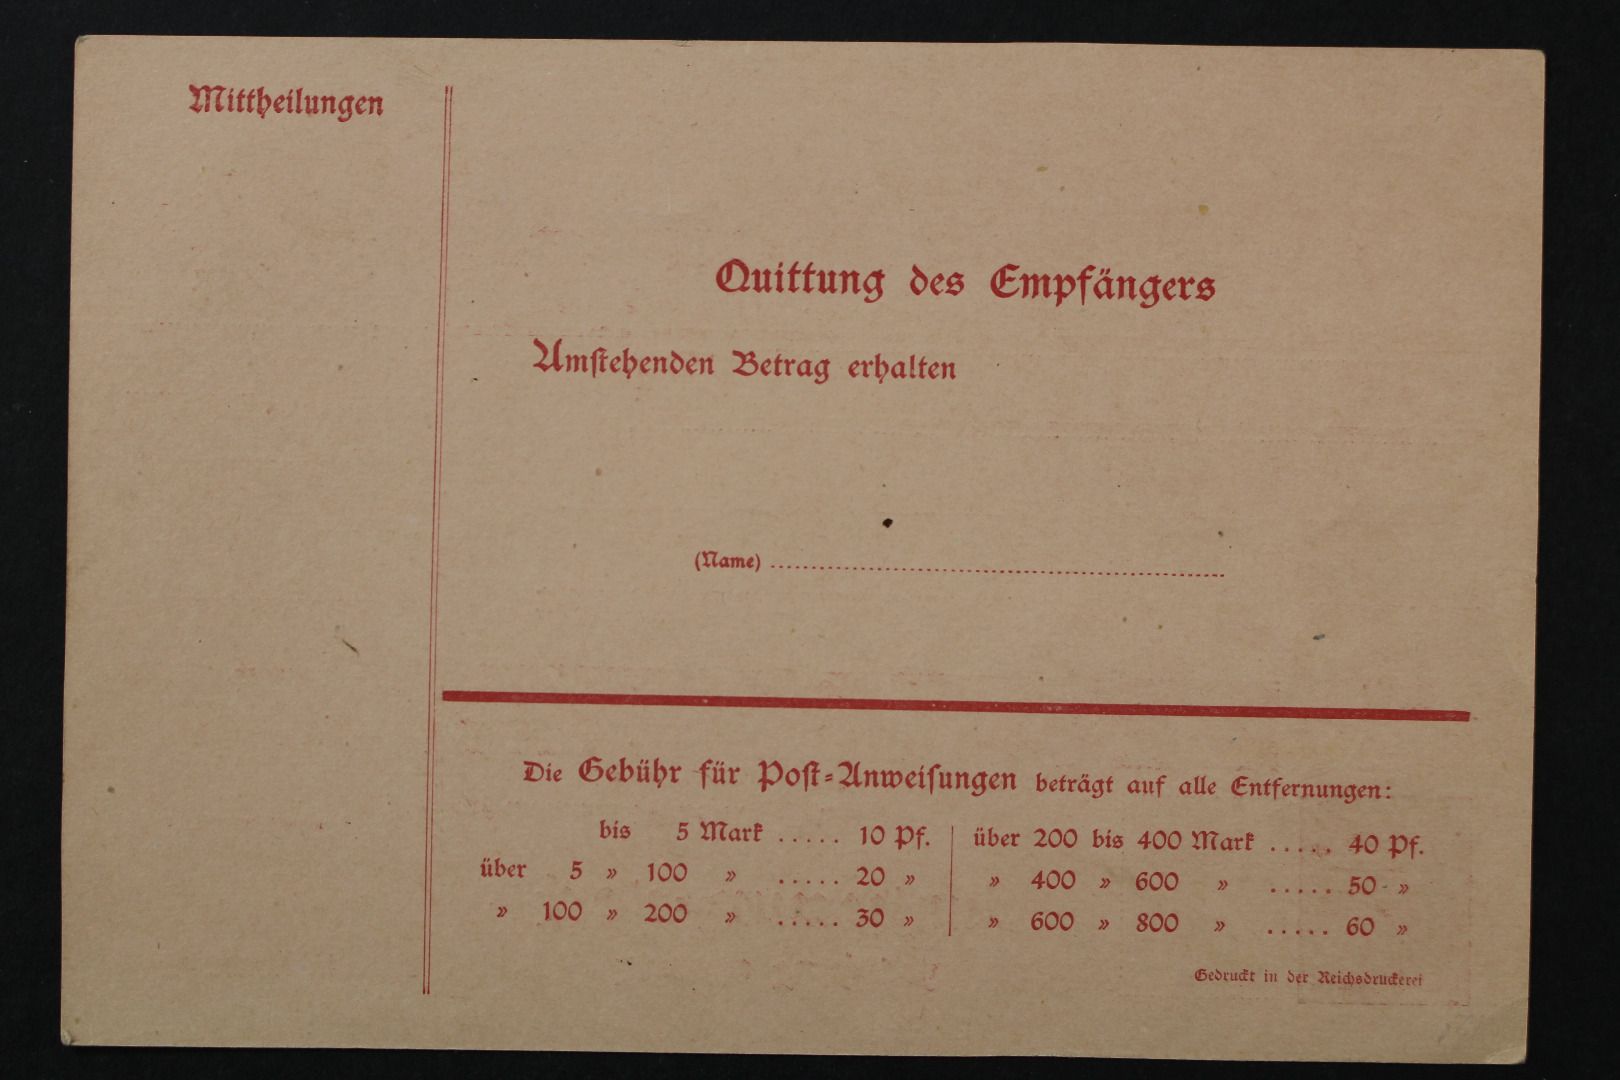 Mittheilungen
Quittung des Empfängers
Umſtehenden Betrag erhalten
(Name) ..........................................................
Die Gebühr für Poſt-Anweiſungen beträgt auf alle Entfernungen:
bis 5 Mark ..... 10 Pf.
über 5 » 100 » ..... 20 »
» 100 » 200 » ..... 30 »
über 200 bis 400 Mark ..... 40 Pf.
» 400 » 600 » ..... 50 »
» 600 » 800 » ..... 60 »
Gedruckt in der Reichsdruckerei